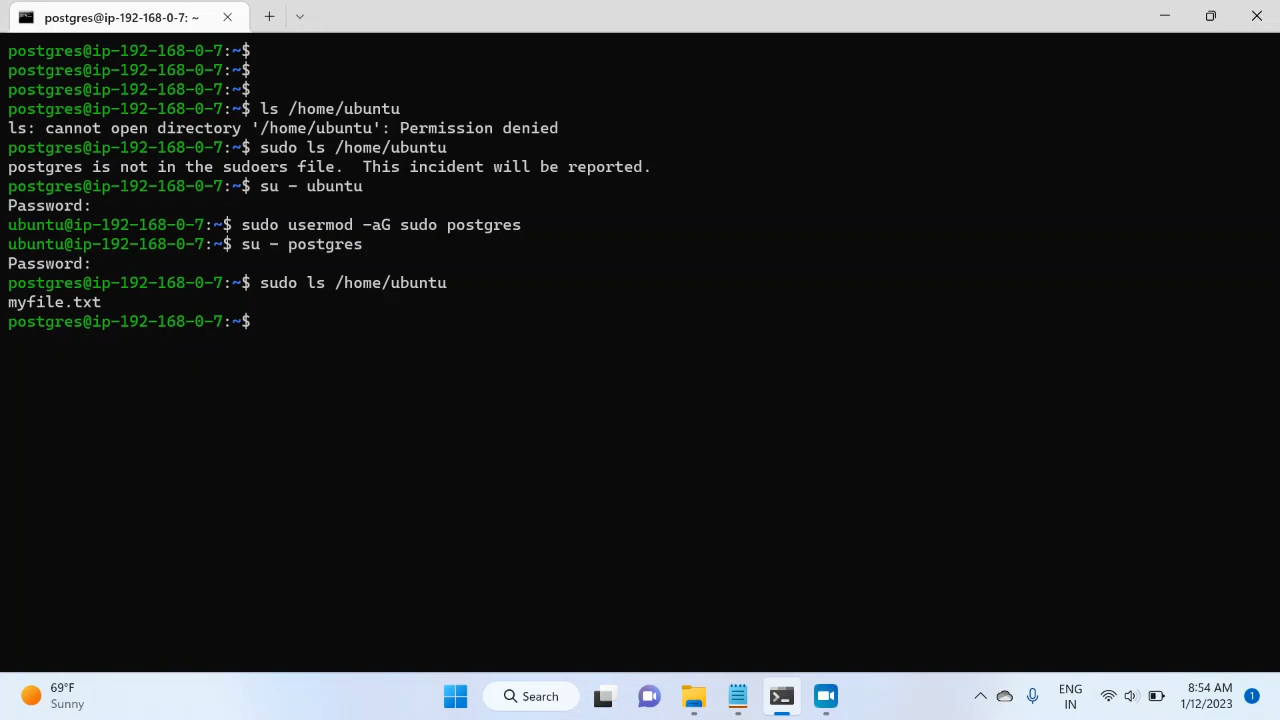 postgres@ip-192-168-0-7: ~
postgres@ip-192-168-0-7:~$
postgres@ip-192-168-0-7:~$
postgres@ip-192-168-0-7:~$
postgres@ip-192-168-0-7:~$ ls /home/ubuntu
ls: cannot open directory '/home/ubuntu': Permission denied
postgres@ip-192-168-0-7:~$ sudo ls /home/ubuntu
postgres is not in the sudoers file.  This incident will be reported.
postgres@ip-192-168-0-7:~$ su - ubuntu
Password:
ubuntu@ip-192-168-0-7:~$ sudo usermod -aG sudo postgres
ubuntu@ip-192-168-0-7:~$ su - postgres
Password:
postgres@ip-192-168-0-7:~$ sudo ls /home/ubuntu
myfile.txt
postgres@ip-192-168-0-7:~$
69°F
Sunny
Search
ENG
IN
8:54 AM
1/12/2023
1